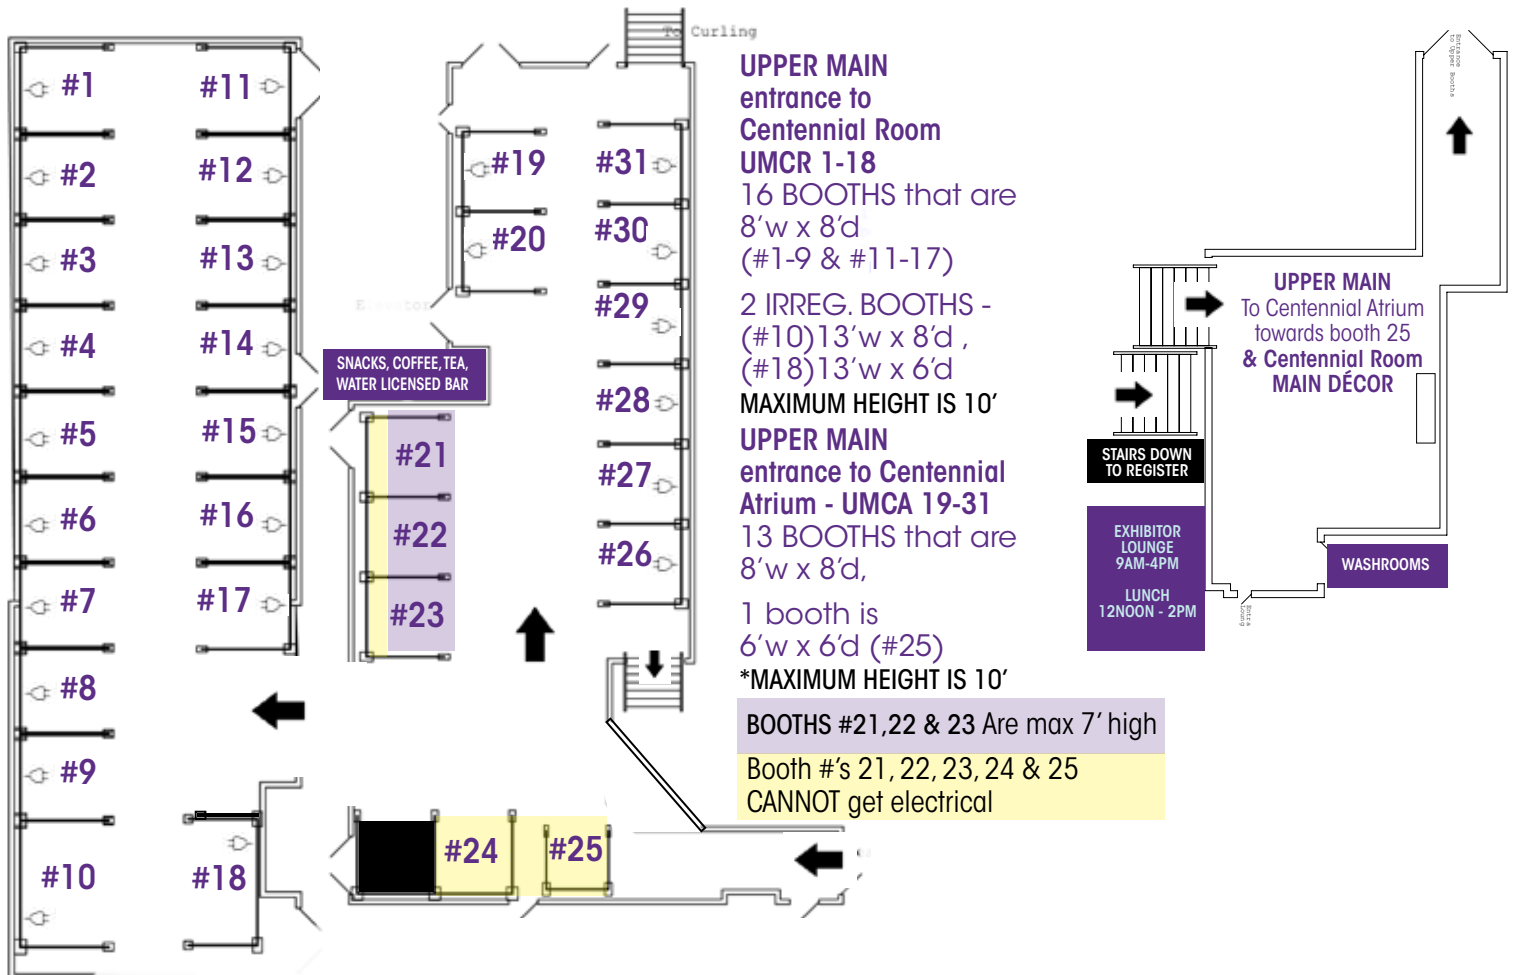 To Curling
#1
#2
#3
#4
#5
#6
#7
#8
#9
#10
#11
#12
#13
#14
#15
#16
#17
#18
Elevator
SNACKS, COFFEE, TEA,
WATER LICENSED BAR
#19
#20
#21
#22
#23
#24
#25
#31
#30
#29
#28
#27
#26
UPPER MAIN
entrance to
Centennial Room
UMCR 1-18
16 BOOTHS that are
8'w x 8'd
(#1-9 & #11-17)
2 IRREG. BOOTHS -
(#10)13'w x 8'd ,
(#18)13'w x 6'd
MAXIMUM HEIGHT IS 10'
UPPER MAIN
entrance to Centennial
Atrium - UMCA 19-31
13 BOOTHS that are
8'w x 8'd,
1 booth is
6'w x 6'd (#25)
*MAXIMUM HEIGHT IS 10'
BOOTHS #21,22 & 23 Are max 7' high
Booth #'s 21, 22, 23, 24 & 25
CANNOT get electrical
Entrance
to Upper Booths
UPPER MAIN
To Centennial Atrium
towards booth 25
& Centennial Room
MAIN DÉCOR
STAIRS DOWN
TO REGISTER
EXHIBITOR
LOUNGE
9AM-4PM
LUNCH
12NOON - 2PM
WASHROOMS
Entra
Loung